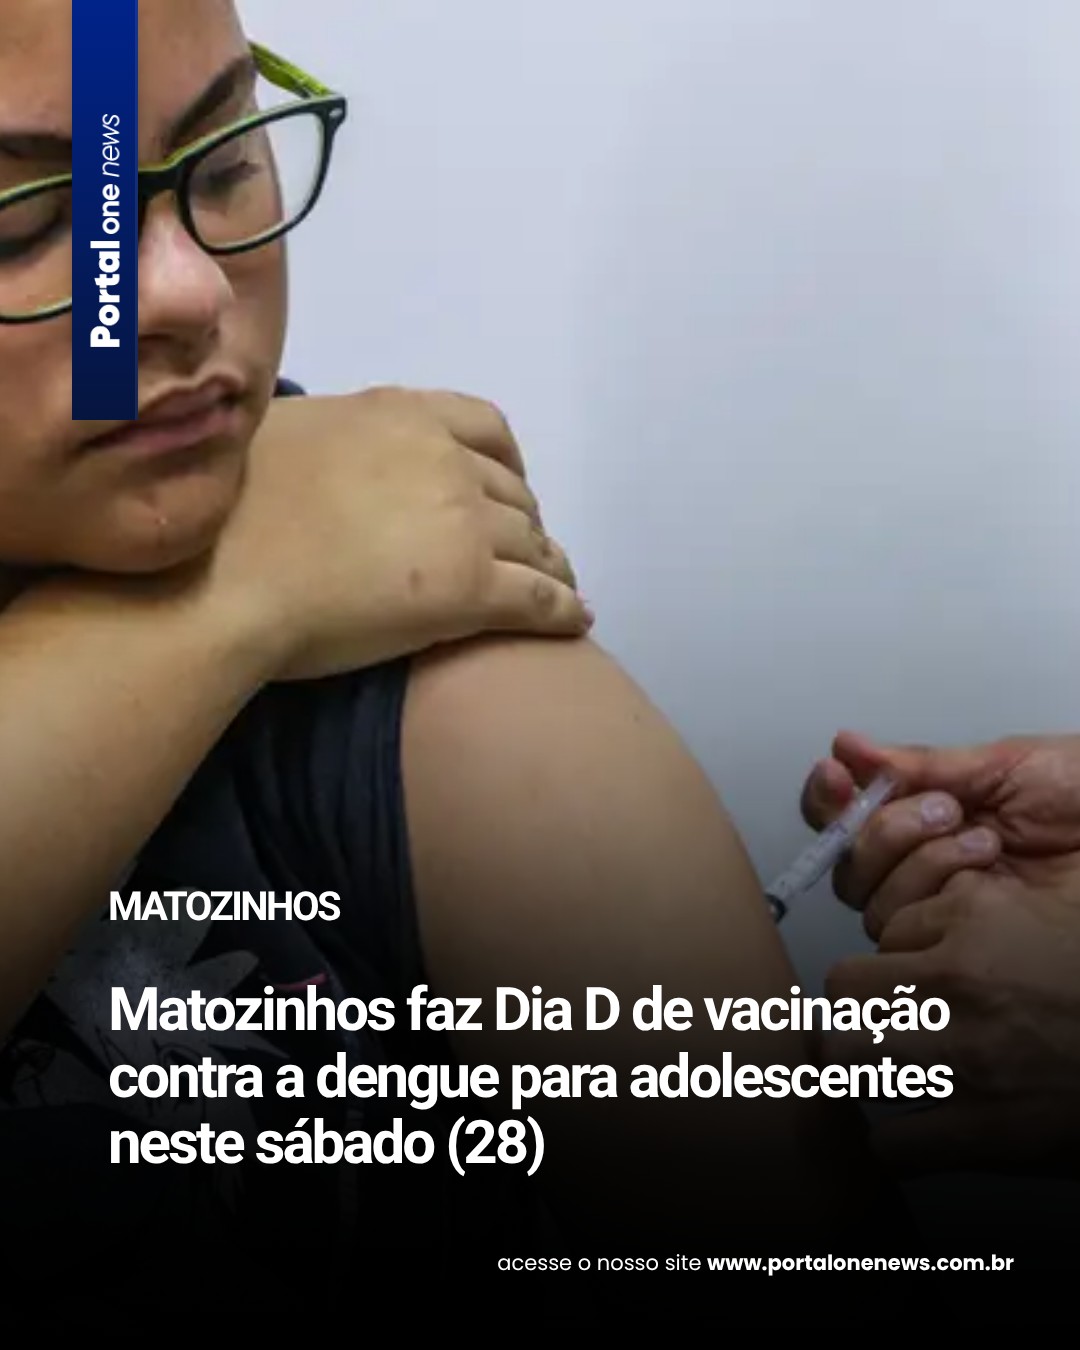 Portal one news
MATOZINHOS
Matozinhos faz Dia D de vacinação
contra a dengue para adolescentes
neste sábado (28)
acesse o nosso site www.portalonenews.com.br